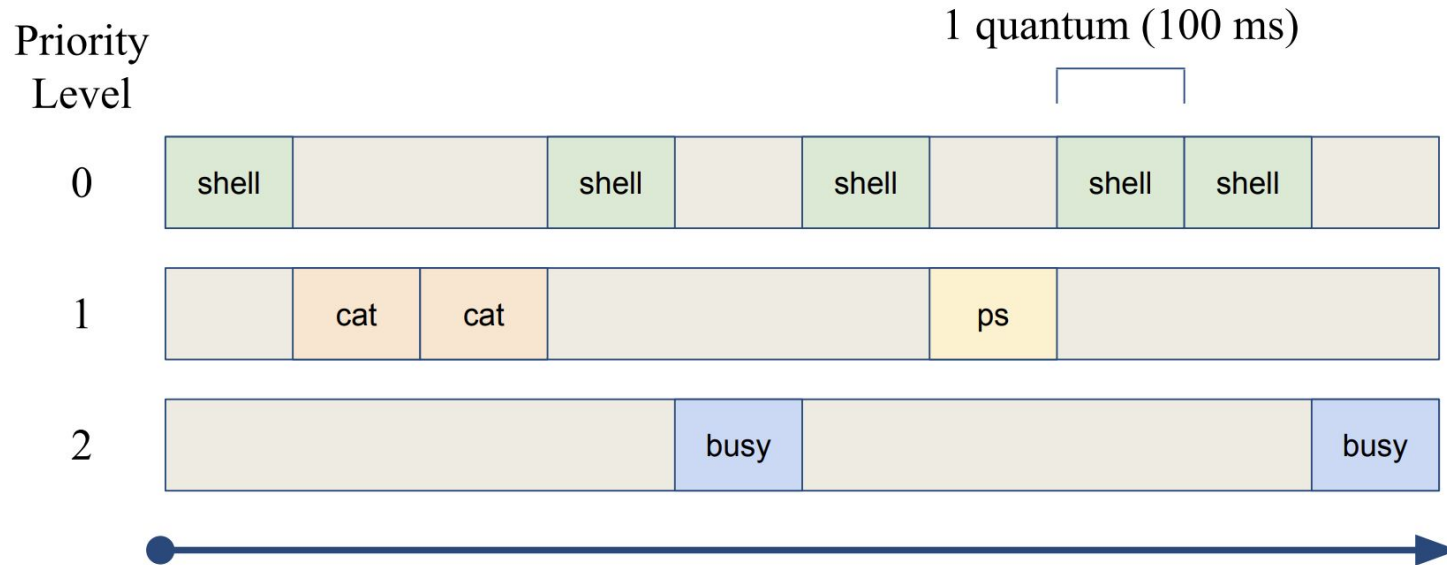 1 quantum (100 ms)
Priority
Level
0 shell shell shell shell shell
1 cat cat ps
2 busy busy